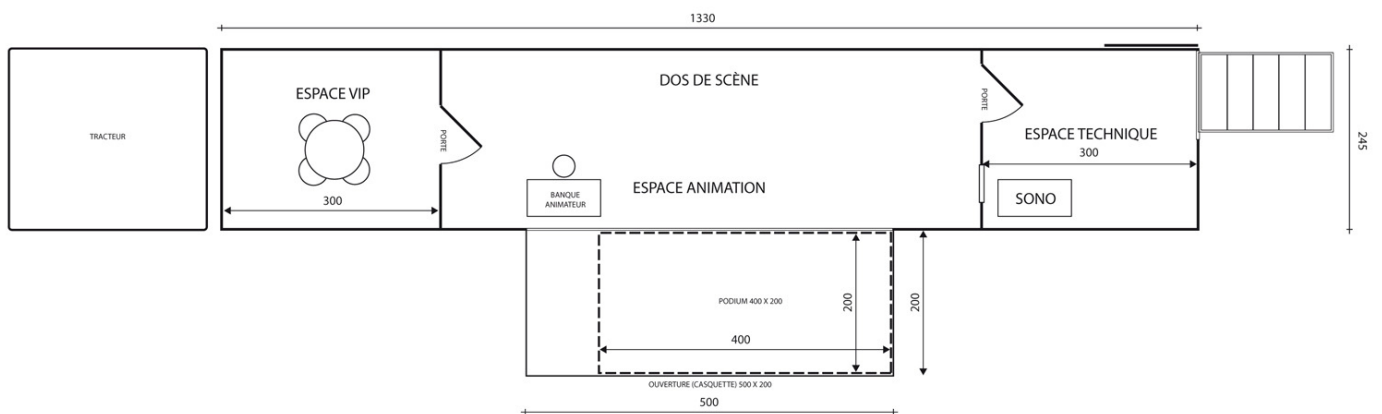 1330
TRACTEUR
ESPACE VIP
300
PORTE
DOS DE SCÈNE
BANQUE
ANIMATEUR
ESPACE ANIMATION
PORTE
ESPACE TECHNIQUE
300
SONO
245
PODIUM 400 X 200
200
400
200
OUVERTURE (CASQUETTE) 500 X 200
500